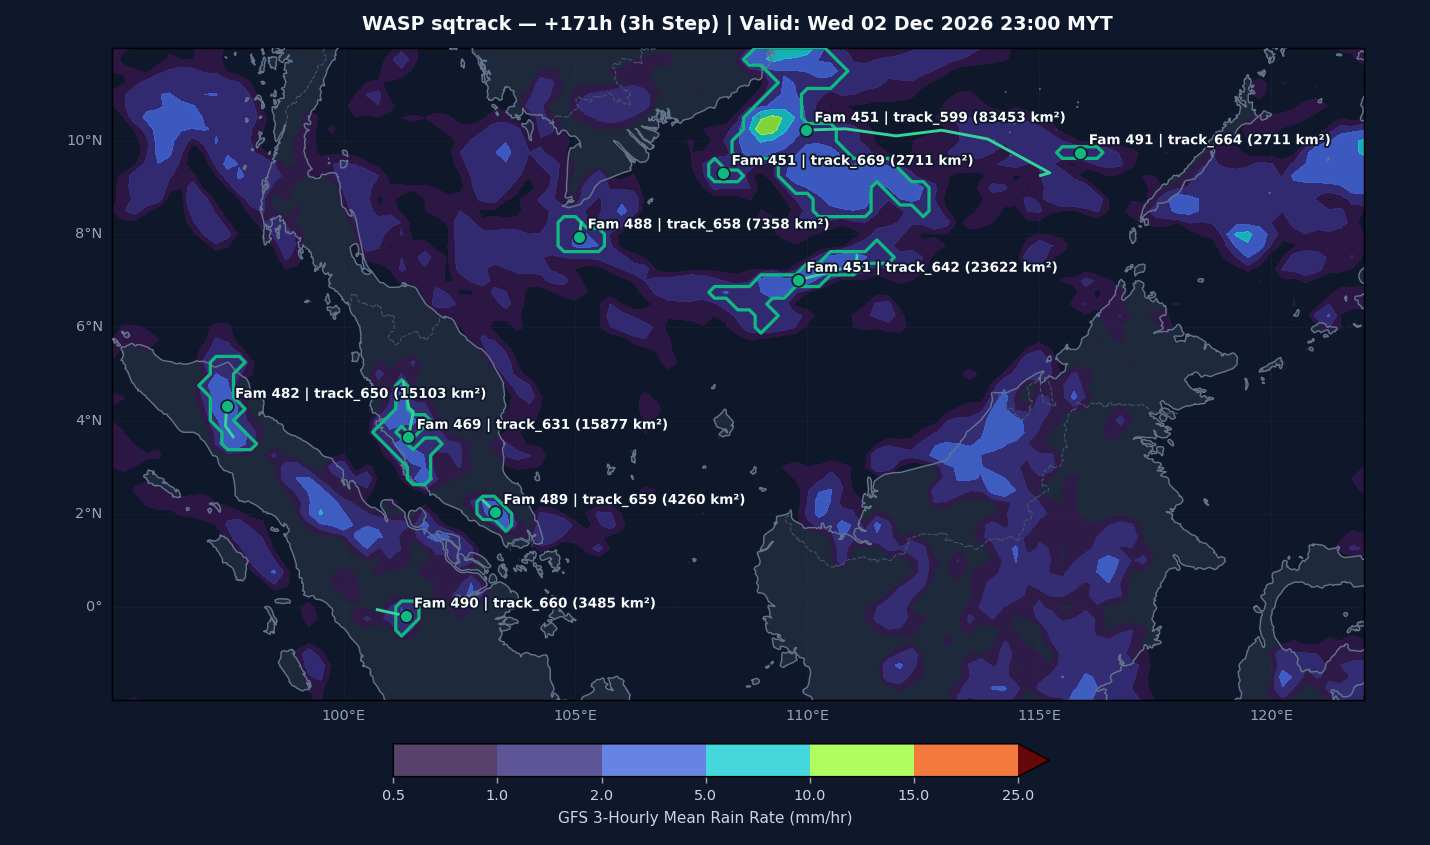 WASP sqtrack — +171h (3h Step) | Valid: Wed 02 Dec 2026 23:00 MYT
Fam 451 | track_599 (83453 km²)
Fam 491 | track_664 (2711 km²)
10°N
Fam 451 | track_669 (2711 km²)
Fam 488 | track_658 (7358 km²)
8°N
Fam 451 | track_642 (23622 km²)
6°N
Fam 482 | track_650 (15103 km²)
4°N
Fam 469 | track_631 (15877 km²)
Fam 489 | track_659 (4260 km²)
2°N
Fam 490 | track_660 (3485 km²)
0°
100°E 105°E 110°E 115°E 120°E
0.5 1.0 2.0 5.0 10.0 15.0 25.0
GFS 3-Hourly Mean Rain Rate (mm/hr)